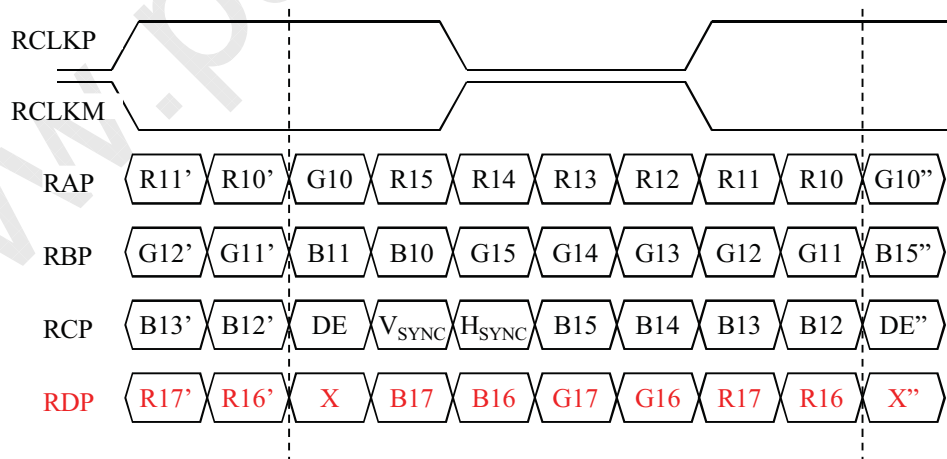 RCLKP
RCLKM
RAP R11’ R10’ G10 R15 R14 R13 R12 R11 R10 G10”
RBP G12’ G11’ B11 B10 G15 G14 G13 G12 G11 B15”
RCP B13’ B12’ DE VSYNC HSYNC B15 B14 B13 B12 DE”
RDP R17’ R16’ X B17 B16 G17 G16 R17 R16 X”